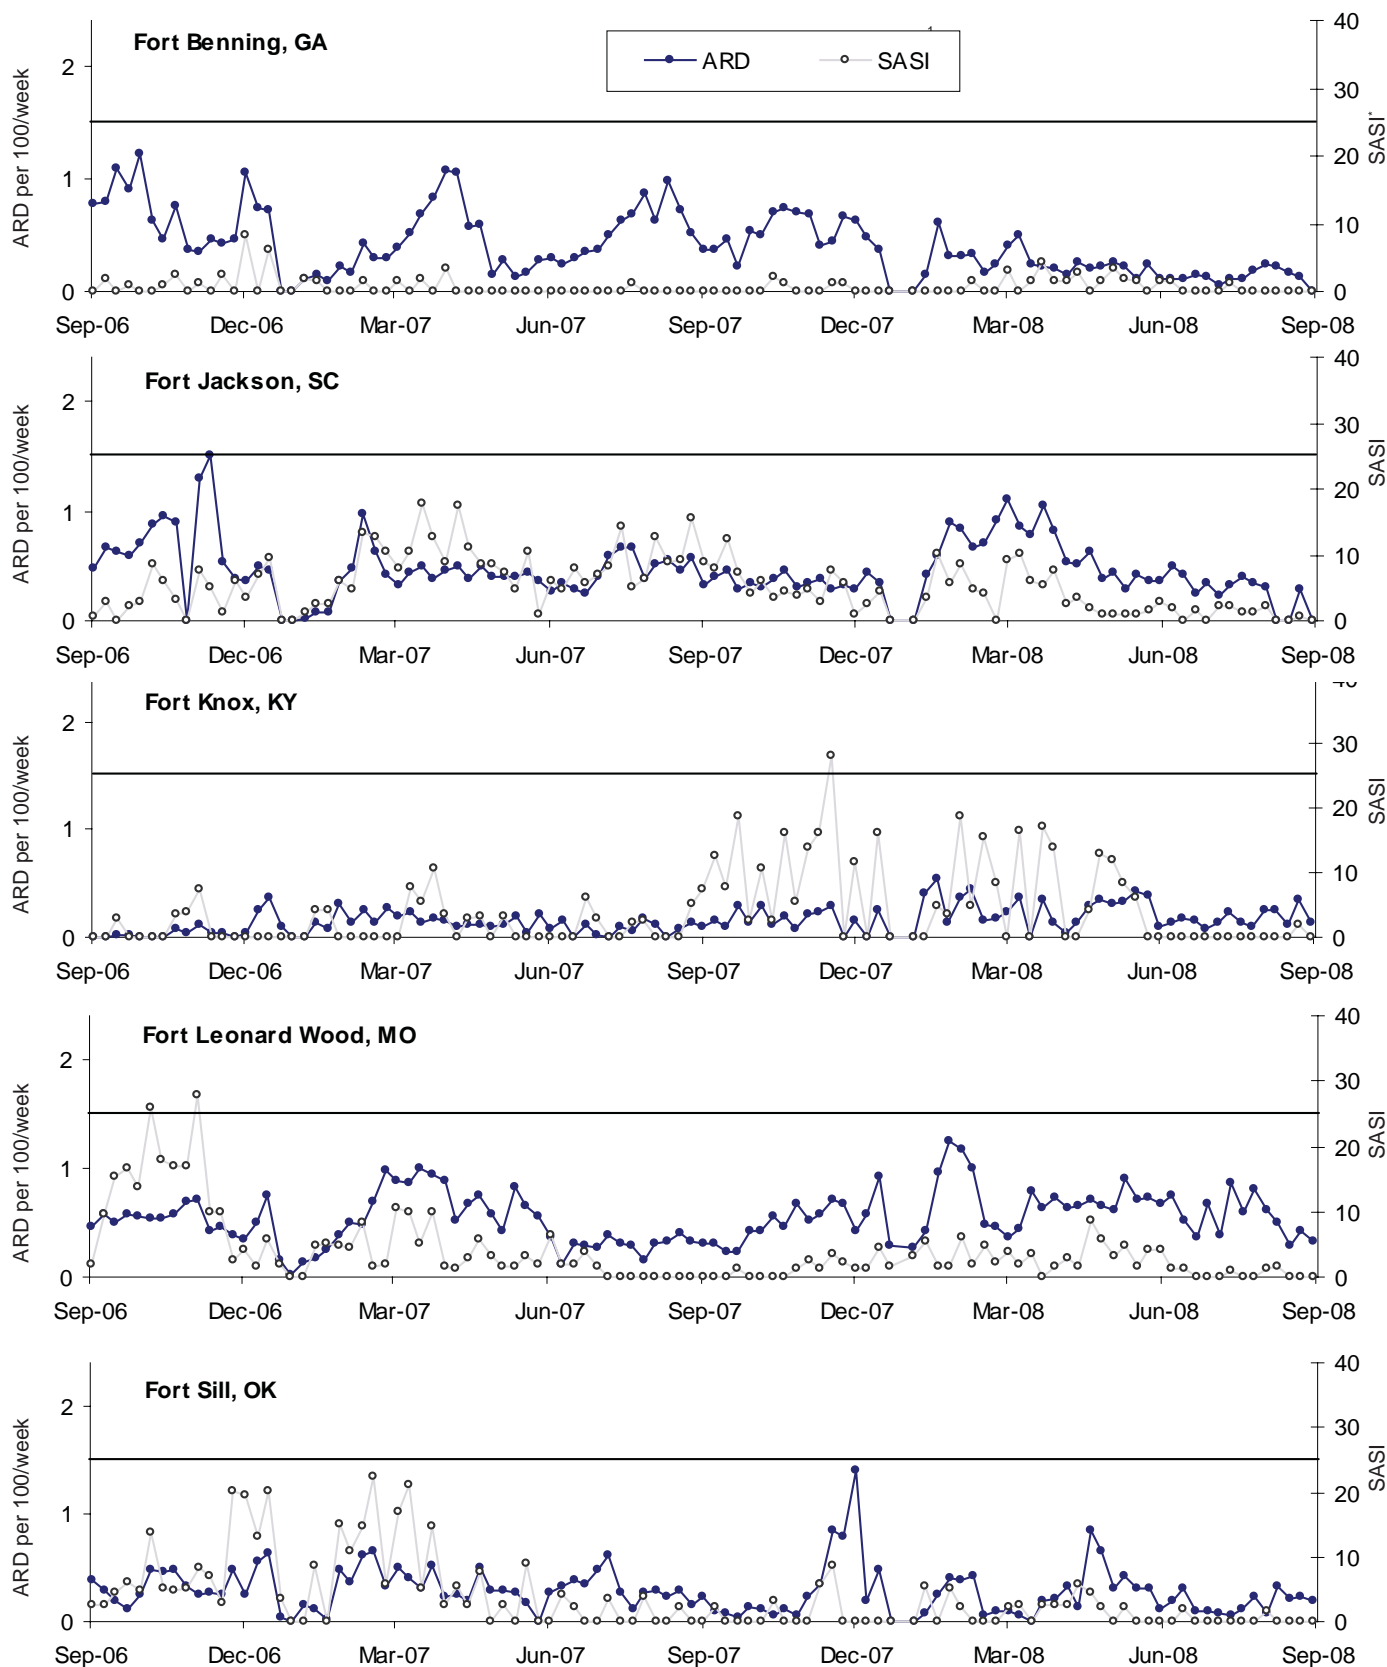 Fort Benning, GA
1
ARD SASI
ARD per 100/week
2
1
0
40
30
20
10
0
SASI*
Sep-06 Dec-06 Mar-07 Jun-07 Sep-07 Dec-07 Mar-08 Jun-08 Sep-08
Fort Jackson, SC
ARD per 100/week
2
1
0
40
30
20
10
0
SASI
Sep-06 Dec-06 Mar-07 Jun-07 Sep-07 Dec-07 Mar-08 Jun-08 Sep-08
Fort Knox, KY
ARD per 100/week
2
1
0
40
30
20
10
0
SASI
Sep-06 Dec-06 Mar-07 Jun-07 Sep-07 Dec-07 Mar-08 Jun-08 Sep-08
Fort Leonard Wood, MO
ARD per 100/week
2
1
0
40
30
20
10
0
SASI
Sep-06 Dec-06 Mar-07 Jun-07 Sep-07 Dec-07 Mar-08 Jun-08 Sep-08
Fort Sill, OK
ARD per 100/week
2
1
0
40
30
20
10
0
SASI
Sep-06 Dec-06 Mar-07 Jun-07 Sep-07 Dec-07 Mar-08 Jun-08 Sep-08